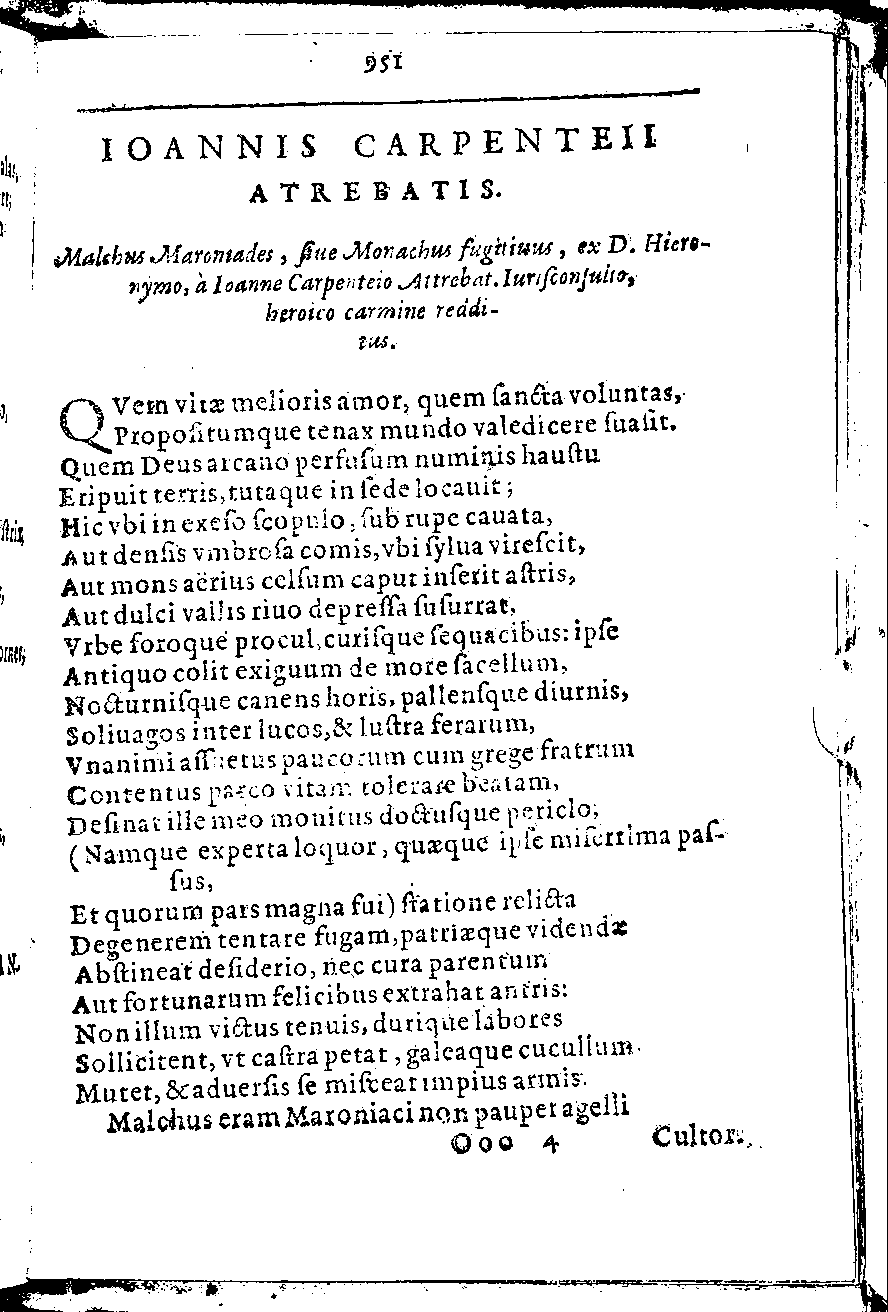 951
IOANNIS CARPENTEII
ATREBATIS.
Malchus Maroniades, ſiue Monachus fugitiuus, ex D. Hiero-
nymo, à Ioanne Carpenteio Attrebat. Iuriſconſulto,
heroico carmine reddi-
tus.
QVem vitæ melioris amor, quem ſancta voluntas,
Propoſitumque tenax mundo valedicere ſuaſit.
Quem Deus arcano perfuſum numinis hauſtu
Eripuit terris, tutaque in ſede locauit;
Hic vbi in exeſo ſcopulo, ſub rupe cauata,
Aut denſis vmbroſa comis, vbi ſylua vireſcit,
Aut mons aërius celſum caput inſerit aſtris,
Aut dulci vallis riuo depreſſa ſuſurrat,
Vrbe foroque procul, curiſque ſequacibus: ipſe
Antiquo colit exiguum de more ſacellum,
Nocturniſque canens horis, pallenſque diurnis,
Soliuagos inter lucos, & luſtra ferarum,
Vnanimi aſſuetus paucorum cum grege fratrum
Contentus parco vitam tolerare beatam,
Deſinat ille meo monitus doctuſque periclo;
(Namque experta loquor, quæque ipſe miſerrima paſ-
ſus,
Et quorum pars magna fui) ſtatione relicta
Degenerem tentare fugam, patriæque videndæ
Abſtineat deſiderio, nec cura parentum
Aut fortunarum felicibus extrahat antris:
Non illum victus tenuis, durique labores
Sollicitent, vt caſtra petat, galeaque cucullum
Mutet, & aduerſis ſe miſceat impius armis.
Malchus eram Maroniaci non pauper agelli
Ooo 4 Cultor.